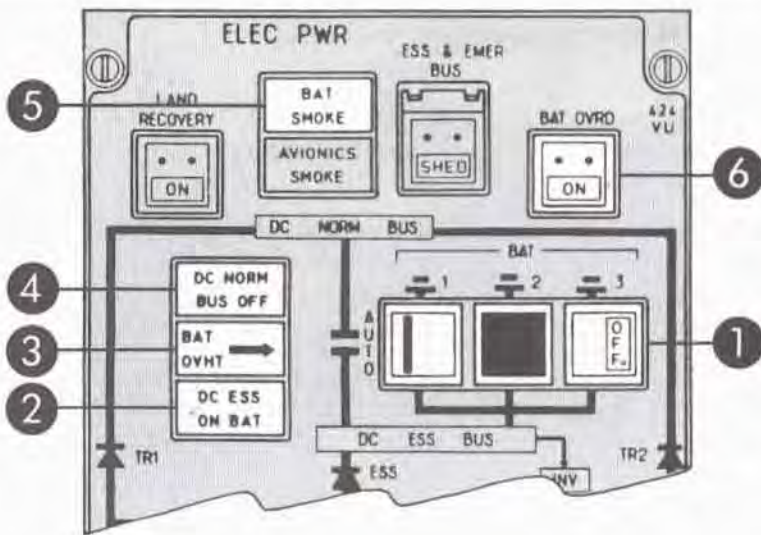 ELEC PWR
ESS & EMER
BUS
LAND
RECOVERY
BAT
SMOKE
AVIONICS
SMOKE
BAT OVRD
424
VU
5
ON
SHED
ON
6
DC NORM BUS
BAT
4
DC NORM
BUS OFF
1
2
3
3
BAT
OVHT
AUTO
OFF
1
2
DC ESS
ON BAT
DC ESS BUS
TR1
ESS
TR2
INV